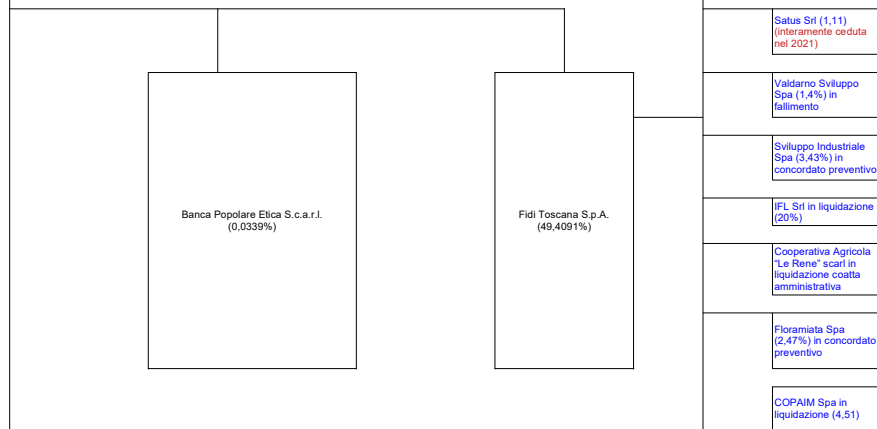 Satus Srl (1,11)
(interamente ceduta
nel 2021)
Valdarno Sviluppo
Spa (1,4%) in
fallimento
Sviluppo Industriale
Spa (3,43%) in
concordato preventivo
Banca Popolare Etica S.c.a.r.l.
(0,0339%)
Fidi Toscana S.p.A.
(49,4091%)
IFL Srl in liquidazione
(20%)
Cooperativa Agricola
“Le Rene” scarl in
liquidazione coatta
amministrativa
Floramiata Spa
(2,47%) in concordato
preventivo
COPAIM Spa in
liquidazione (4,51)